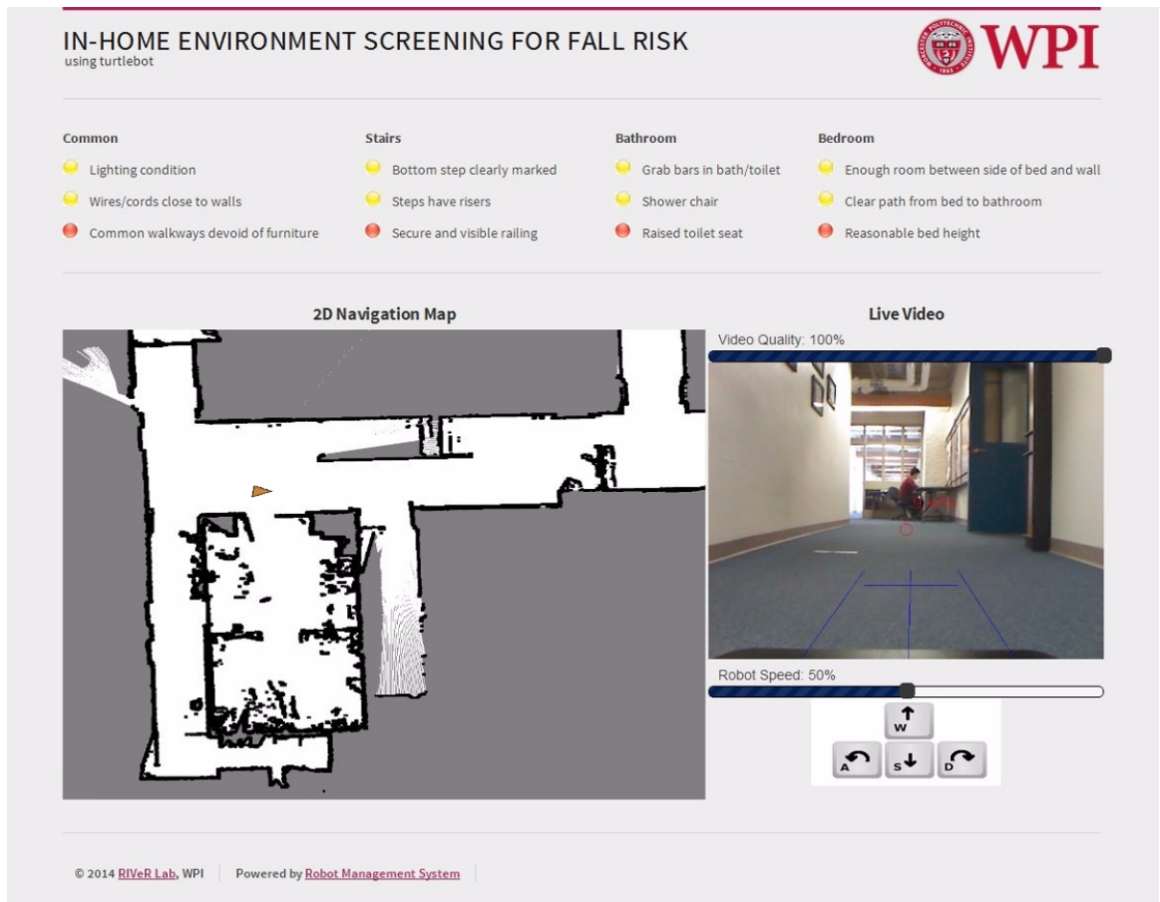 IN-HOME ENVIRONMENT SCREENING FOR FALL RISK
using turtlebot
WPI
Common
Lighting condition
Wires/cords close to walls
Common walkways devoid of furniture
Stairs
Bottom step clearly marked
Steps have risers
Secure and visible railing
Bathroom
Grab bars in bath/toilet
Shower chair
Raised toilet seat
Bedroom
Enough room between side of bed and wall
Clear path from bed to bathroom
Reasonable bed height
2D Navigation Map
Live Video
Video Quality: 100%
Robot Speed: 50%
W
A S D
© 2014 RIVeR Lab, WPI Powered by Robot Management System